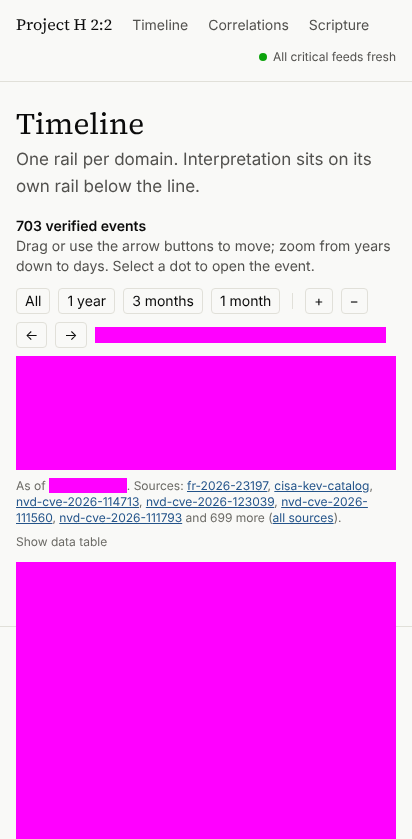 Project H 2:2 Timeline Correlations Scripture
All critical feeds fresh
Timeline
One rail per domain. Interpretation sits on its
own rail below the line.
703 verified events
Drag or use the arrow buttons to move; zoom from years
down to days. Select a dot to open the event.
All 1 year 3 months 1 month + −
← →
As of . Sources: fr-2026-23197, cisa-kev-catalog,
nvd-cve-2026-114713, nvd-cve-2026-123039, nvd-cve-2026-
111560, nvd-cve-2026-111793 and 699 more (all sources).
Show data table